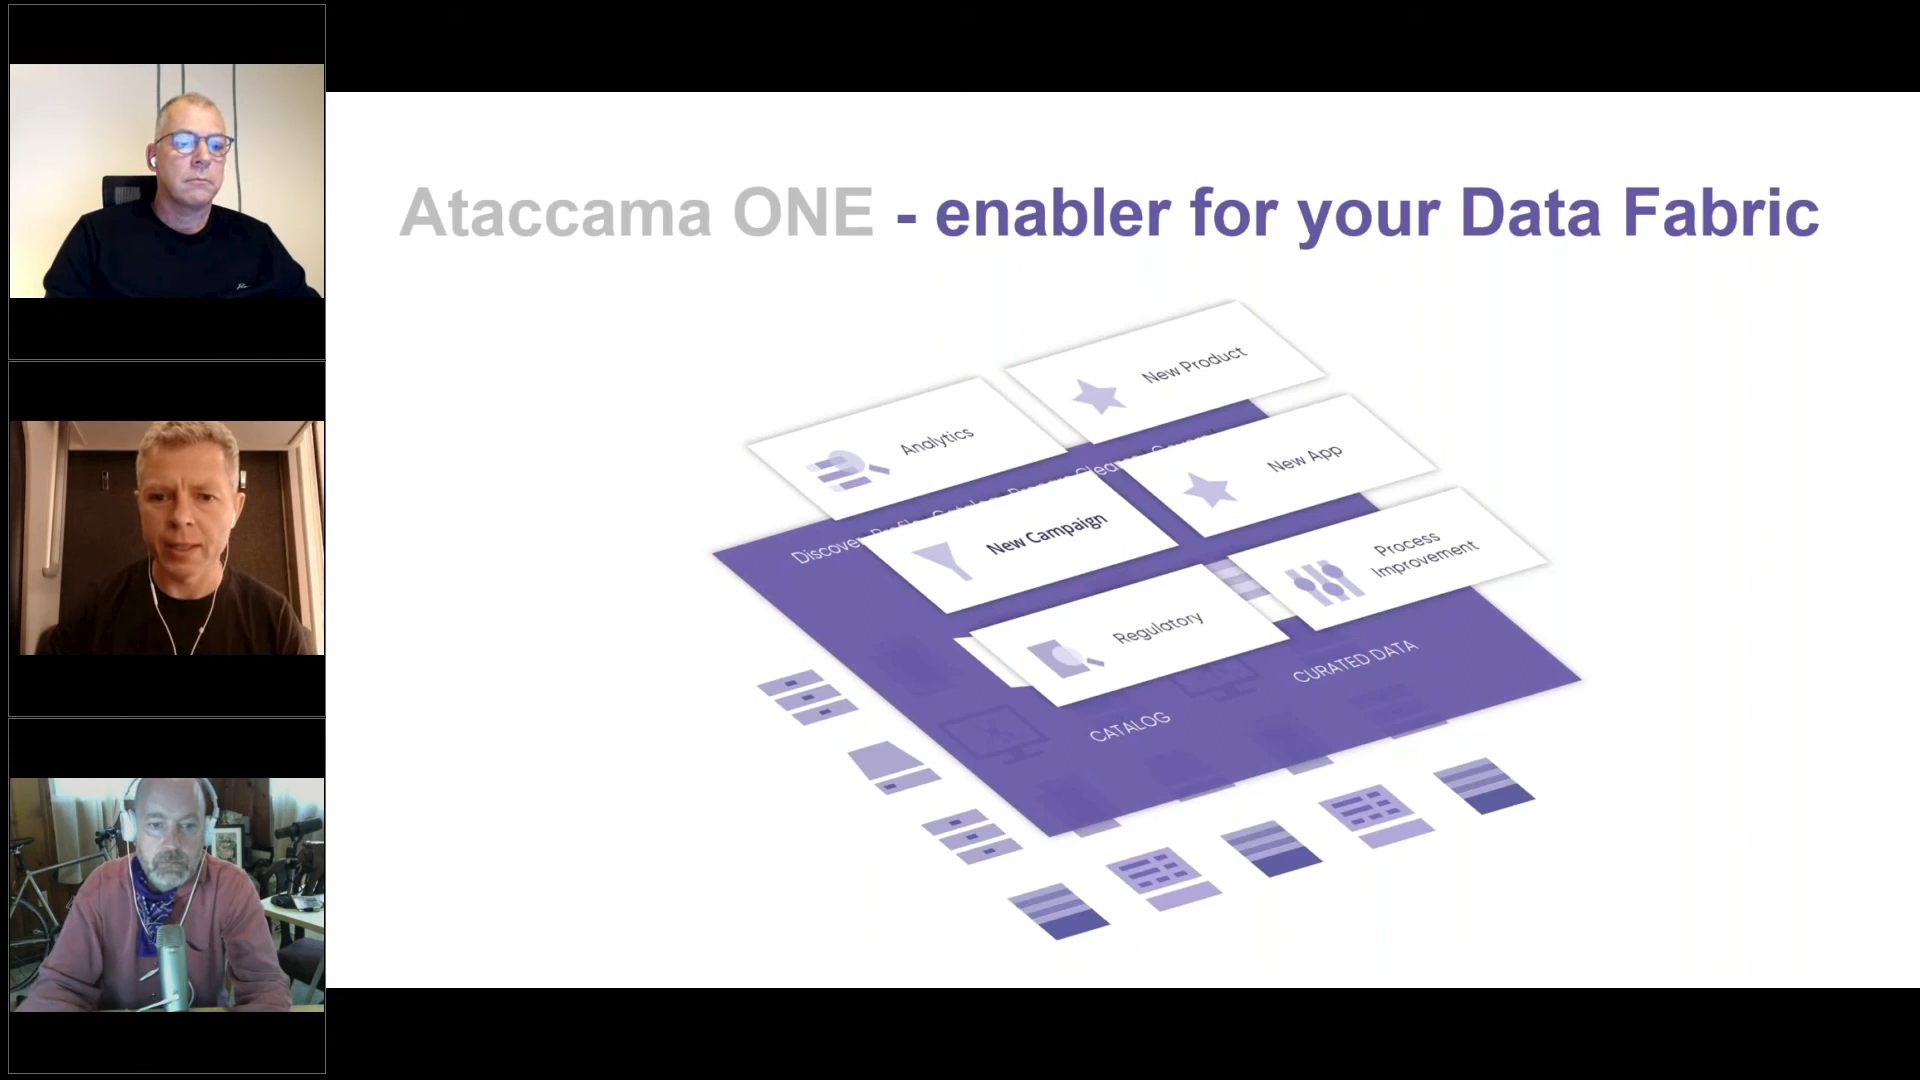 Ataccama ONE - enabler for your Data Fabric
New Product
Analytics
New App
Discover
New Campaign
Process
Improvement
Regulatory
CURATED DATA
CATALOG